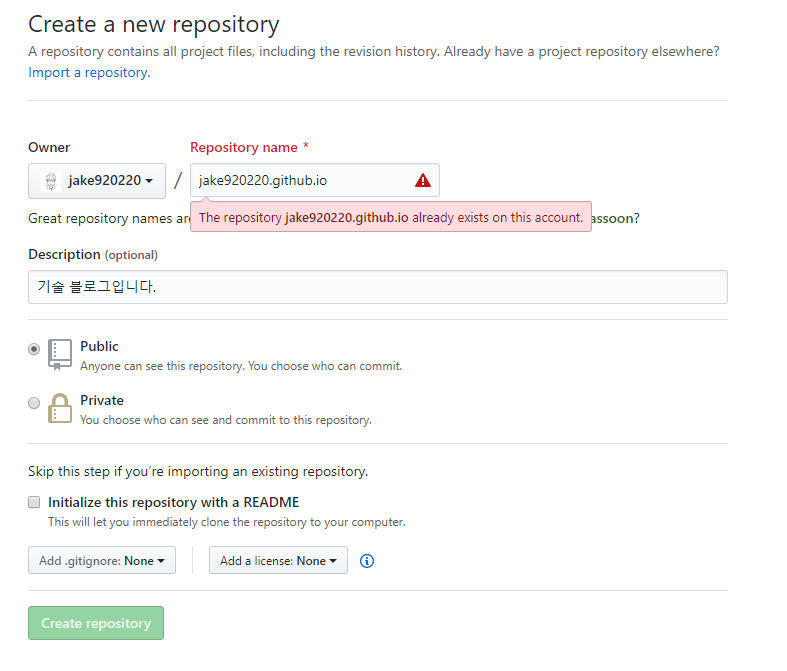 Create a new repository
A repository contains all project files, including the revision history. Already have a project repository elsewhere?
Import a repository.
Owner
Repository name *
jake920220
/
jake920220.github.io
The repository jake920220.github.io already exists on this account.
Great repository names are
?
Description (optional)
기술 블로그입니다.
Public
Anyone can see this repository. You choose who can commit.
Private
You choose who can see and commit to this repository.
Skip this step if you're importing an existing repository.
Initialize this repository with a README
This will let you immediately clone the repository to your computer.
Add .gitignore: None
Add a license: None
Create repository